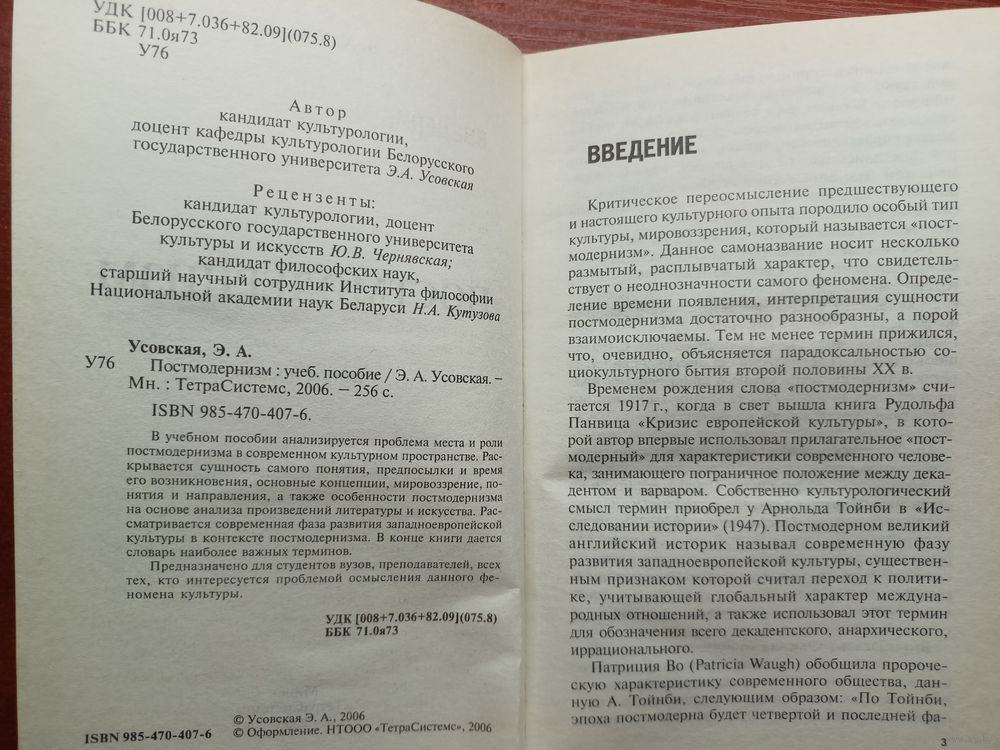 УДК [008+7.036+82.09](075.8)
ББК 71.0я73
У76
Автор
кандидат культурологии,
доцент кафедры культурологии Белорусского
государственного университета Э.А. Усовская
Рецензенты:
кандидат культурологии, доцент
Белорусского государственного университета
культуры и искусств Ю.В. Чернявская;
кандидат философских наук,
старший научный сотрудник Института философии
Национальной академии наук Беларуси Н.А. Кутузова
Усовская, Э. А.
У76 Постмодернизм : учеб. пособие / Э. А. Усовская. –
Мн. : ТетраСистемс, 2006. – 256 с.
ISBN 985-470-407-6.
В учебном пособии анализируется проблема места и роли
постмодернизма в современном культурном пространстве. Рас-
крывается сущность самого понятия, предпосылки и время
его возникновения, основные концепции, мировоззрение, по-
нятия и направления, а также особенности постмодернизма
на основе анализа произведений литературы и искусства. Рас-
сматривается современная фаза развития западноевропейской
культуры в контексте постмодернизма. В конце книги дается
словарь наиболее важных терминов.
Предназначено для студентов вузов, преподавателей, всех
тех, кто интересуется проблемой осмысления данного фе-
номена культуры.
УДК [008+7.036+82.09](075.8)
ББК 71.0я73
© Усовская Э. А., 2006
ISBN 985-470-407-6 © Оформление. НТООО «ТетраСистемс», 2006
ВВЕДЕНИЕ
Критическое переосмысление предшествующего
и настоящего культурного опыта породило особый тип
культуры, мировоззрения, который называется «пост-
модернизм». Данное самоназвание носит несколько
размытый, расплывчатый характер, что свидетель-
ствует о неоднозначности самого феномена. Опреде-
ление времени появления, интерпретация сущности
постмодернизма достаточно разнообразны, а порой
взаимоисключаемы. Тем не менее термин прижился,
что, очевидно, объясняется парадоксальностью со-
циокультурного бытия второй половины XX в.
Временем рождения слова «постмодернизм» счи-
тается 1917 г., когда в свет вышла книга Рудольфа
Панвица «Кризис европейской культуры», в кото-
рой автор впервые использовал прилагательное «пост-
модерный» для характеристики современного челове-
ка, занимающего пограничное положение между дека-
дентом и варваром. Собственно культурологический
смысл термин приобрел у Арнольда Тойнби в «Ис-
следовании истории» (1947). Постмодерном великий
английский историк называл современную фазу
развития западноевропейской культуры, существен-
ным признаком которой считал переход к полити-
ке, учитывающей глобальный характер междуна-
родных отношений, а также использовал этот термин
для обозначения всего декадентского, анархического,
иррационального.
Патриция Во (Patricia Waugh) обобщила пророче-
скую характеристику современного общества, дан-
ную А. Тойнби, следующим образом: «По Тойнби,
эпоха постмодерна будет четвертой и последней фа-
3